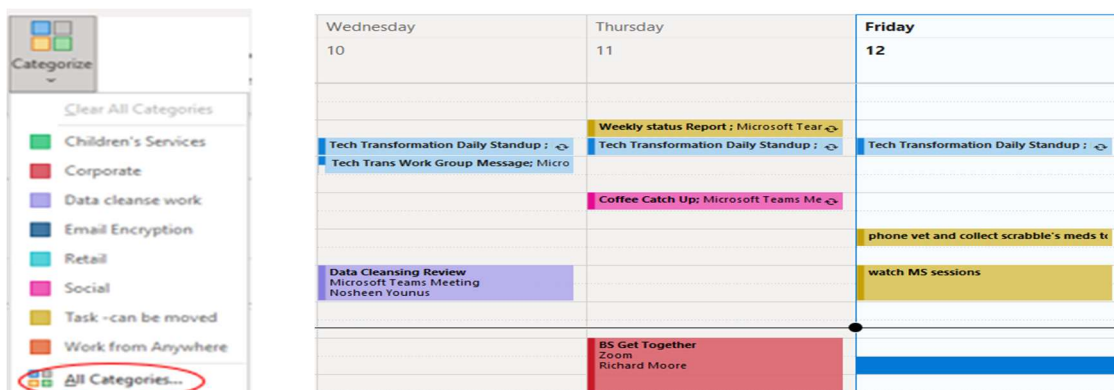 Categorize
Clear All Categories
Children's Services
Corporate
Data cleanse work
Email Encryption
Retail
Social
Task -can be moved
Work from Anywhere
All Categories...
Wednesday
10
Tech Transformation Daily Standup ;
Tech Trans Work Group Message; Micro
Data Cleansing Review
Microsoft Teams Meeting
Nosheen Younus
Thursday
11
Weekly status Report ; Microsoft Tear
Tech Transformation Daily Standup ;
Coffee Catch Up; Microsoft Teams Me
BS Get Together
Zoom
Richard Moore
Friday
12
Tech Transformation Daily Standup ;
phone vet and collect scrabble's meds to
watch MS sessions